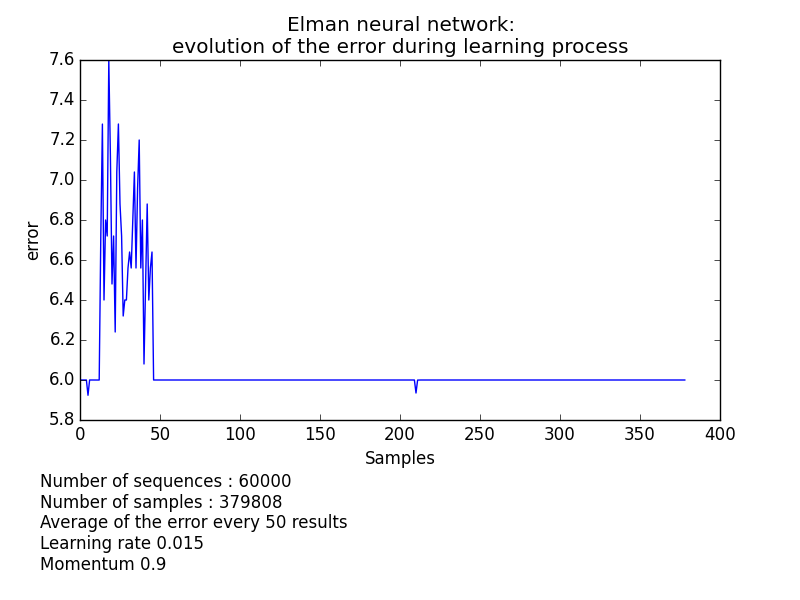 Elman neural network:
evolution of the error during learning process
7.6
7.4
7.2
7.0
6.8
6.6
6.4
6.2
6.0
5.8
error
0 50 100 150 200 250 300 350 400
Samples
Number of sequences : 60000
Number of samples : 379808
Average of the error every 50 results
Learning rate 0.015
Momentum 0.9